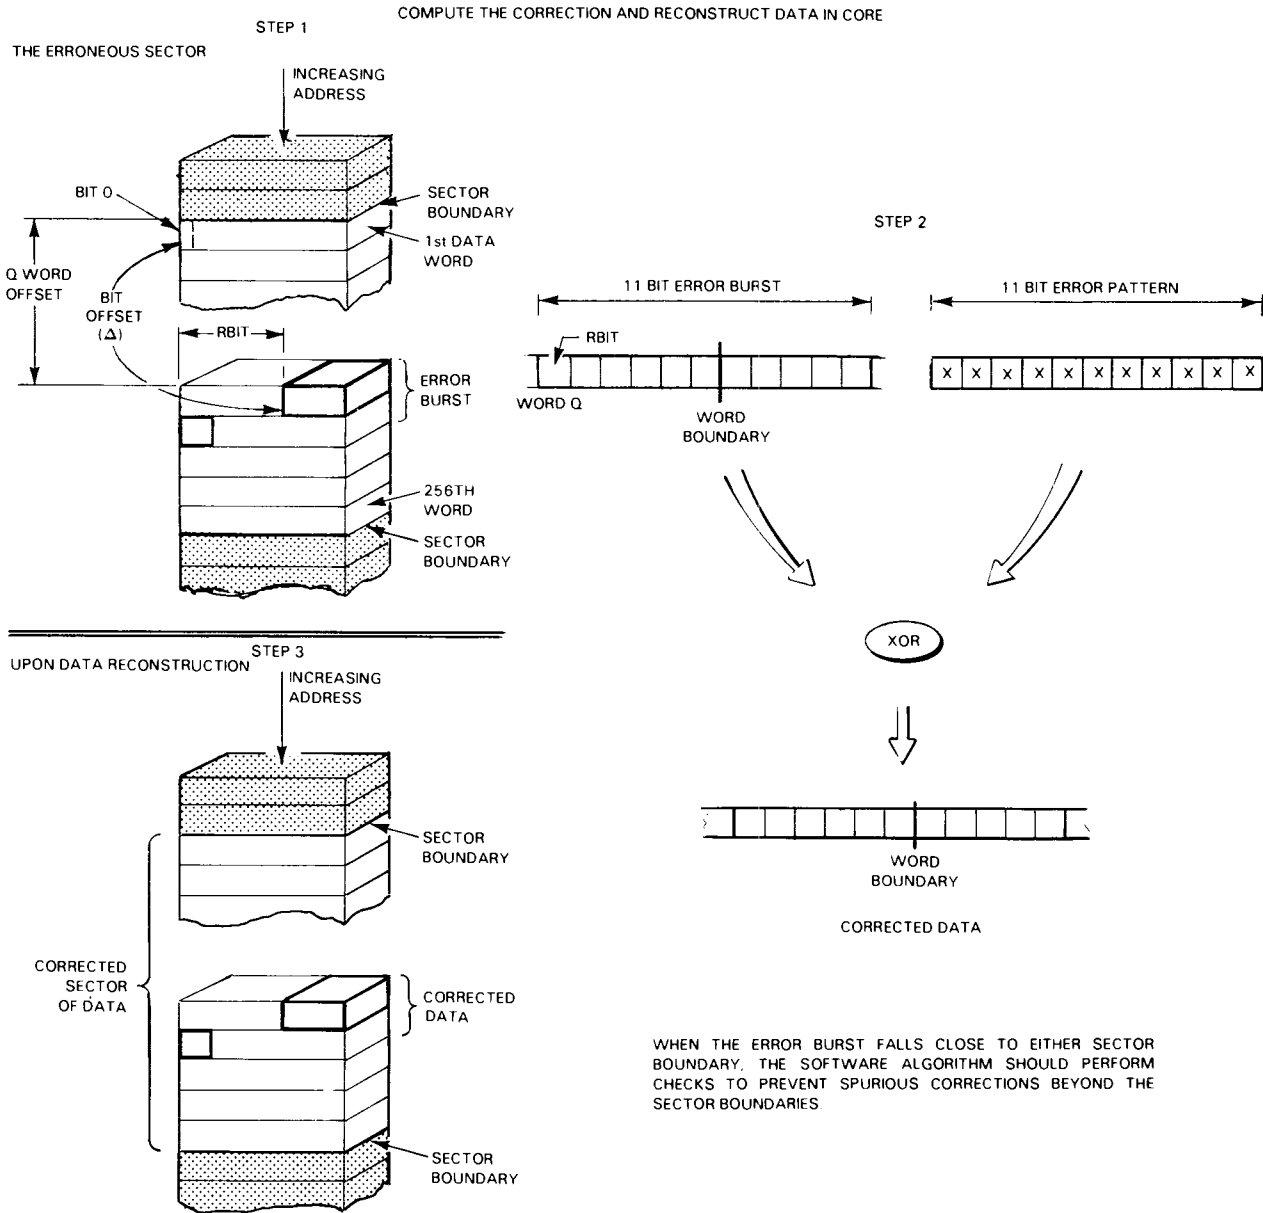 COMPUTE THE CORRECTION AND RECONSTRUCT DATA IN CORE
STEP 1
THE ERRONEOUS SECTOR
INCREASING
ADDRESS
BIT 0
SECTOR
BOUNDARY
1st DATA
WORD
Q WORD
OFFSET
BIT
OFFSET
(Δ)
RBIT
ERROR
BURST
256TH
WORD
SECTOR
BOUNDARY
STEP 2
11 BIT ERROR BURST
11 BIT ERROR PATTERN
RBIT
X X X X X X X X X X X
WORD Q
WORD
BOUNDARY
XOR
WORD
BOUNDARY
CORRECTED DATA
STEP 3
UPON DATA RECONSTRUCTION
INCREASING
ADDRESS
SECTOR
BOUNDARY
CORRECTED
SECTOR
OF DATA
CORRECTED
DATA
SECTOR
BOUNDARY
WHEN THE ERROR BURST FALLS CLOSE TO EITHER SECTOR
BOUNDARY, THE SOFTWARE ALGORITHM SHOULD PERFORM
CHECKS TO PREVENT SPURIOUS CORRECTIONS BEYOND THE
SECTOR BOUNDARIES.